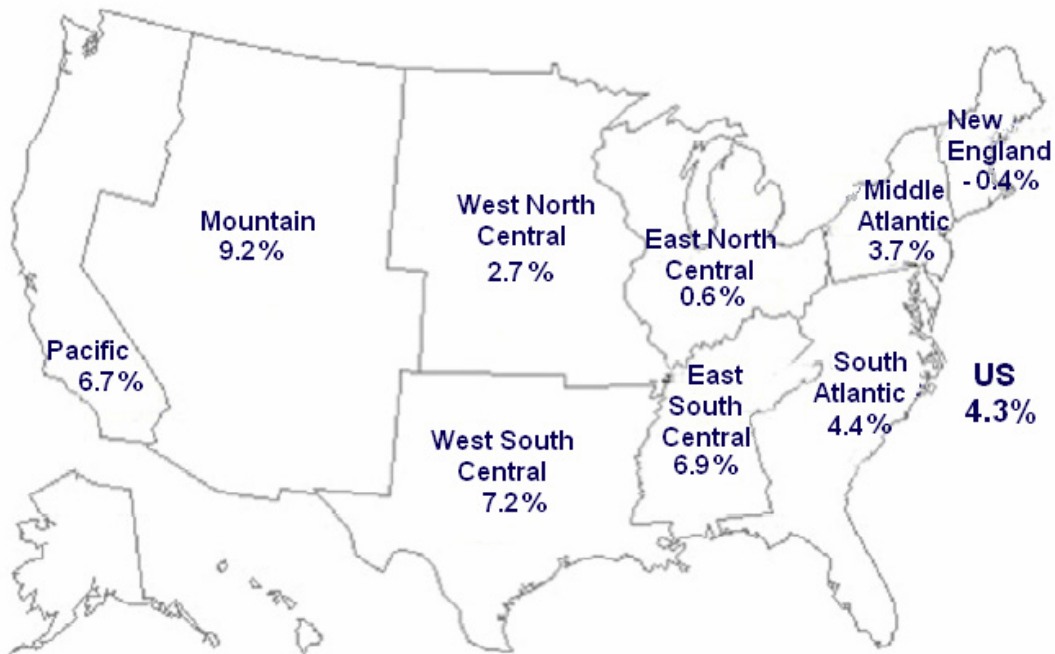 New
England
- 0.4%
Middle
Atlantic
3.7%
Mountain
9.2%
West North
Central
2.7%
East North
Central
0.6%
Pacific
6.7%
West South
Central
7.2%
East
South
Central
6.9%
South
Atlantic
4.4%
US
4.3%